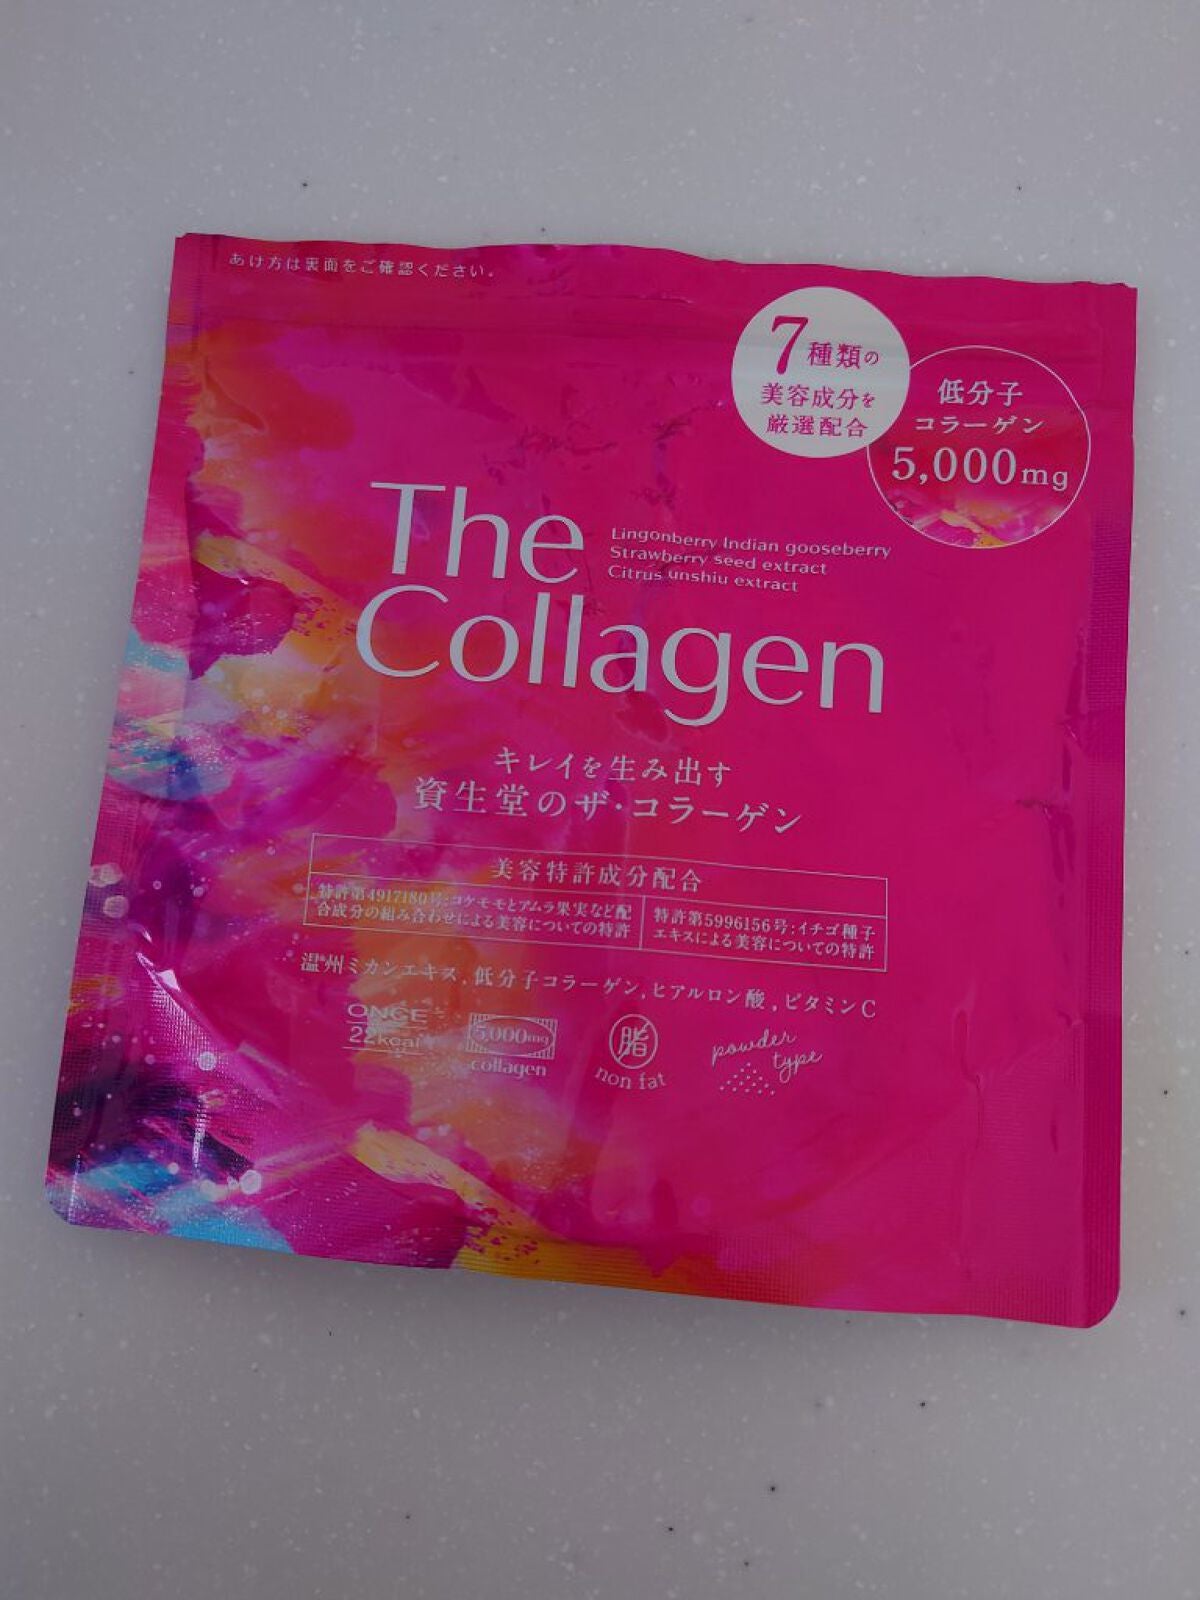 あけ方は裏面をご確認ください。
7種類の
美容成分を
厳選配合
低分子
コラーゲン
5,000mg
The
Collagen
Lingonberry Indian gooseberry
Strawberry seed extract
Citrus unshiu extract
キレイを生み出す
資生堂のザ・コラーゲン
美容特許成分配合
特許第4917180号:コケモモとアムラ果実など配
合成分の組み合わせによる美容についての特許
特許第5996156号:イチゴ種子
エキスによる美容についての特許
温州ミカンエキス,低分子コラーゲン,ヒアルロン酸,ビタミンC
ONCE
22kcal
5,000mg
collagen
脂
non fat
powder
type